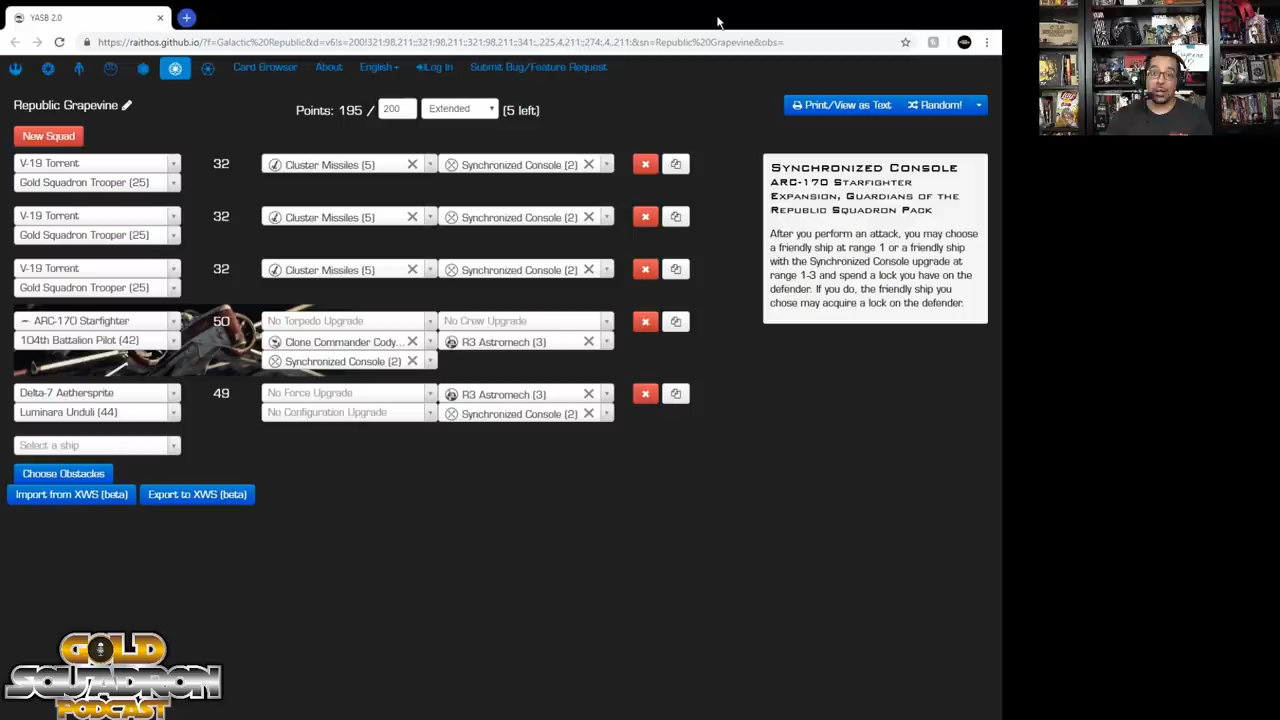 YASB 2.0
https://raithos.github.io/?f=Galactic%20Republic&d=v6!s=200!321:98,211;;321:98,211;;321:98,211;;341:,,225,4,211;;274:,4,,211;&sn=Republic%20Grapevine&obs=
Card Browser About English Log In Submit Bug/Feature Request
Republic Grapevine Points: 195 / 200 Extended (5 left) Print/View as Text Random!
New Squad
V-19 Torrent 32 Cluster Missiles (5) Synchronized Console (2)
Gold Squadron Trooper (25)
V-19 Torrent 32 Cluster Missiles (5) Synchronized Console (2)
Gold Squadron Trooper (25)
V-19 Torrent 32 Cluster Missiles (5) Synchronized Console (2)
Gold Squadron Trooper (25)
ARC-170 Starfighter 50 No Torpedo Upgrade No Crew Upgrade
104th Battalion Pilot (42) Clone Commander Cody... R3 Astromech (3)
Synchronized Console (2)
Delta-7 Aethersprite 49 No Force Upgrade R3 Astromech (3)
Luminara Unduli (44) No Configuration Upgrade Synchronized Console (2)
Select a ship
Choose Obstacles
Import from XWS (beta) Export to XWS (beta)
Synchronized Console
ARC-170 Starfighter
Expansion, Guardians of the
Republic Squadron Pack
After you perform an attack, you may choose
a friendly ship at range 1 or a friendly ship
with the Synchronized Console upgrade at
range 1-3 and spend a lock you have on the
defender. If you do, the friendly ship you
chose may acquire a lock on the defender.
GOLD
SQUADRON
PODCAST